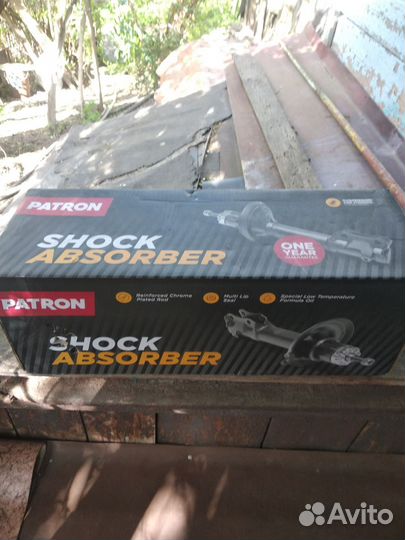 PATRON
SHOCK
ABSORBER
ONE
YEAR
GUARANTEE
PATRON
Reinforced Chrome
Plated Rod
Multi Lip
Seal
Special Low Temperature
Formula Oil
SHOCK
ABSORBER
Avito